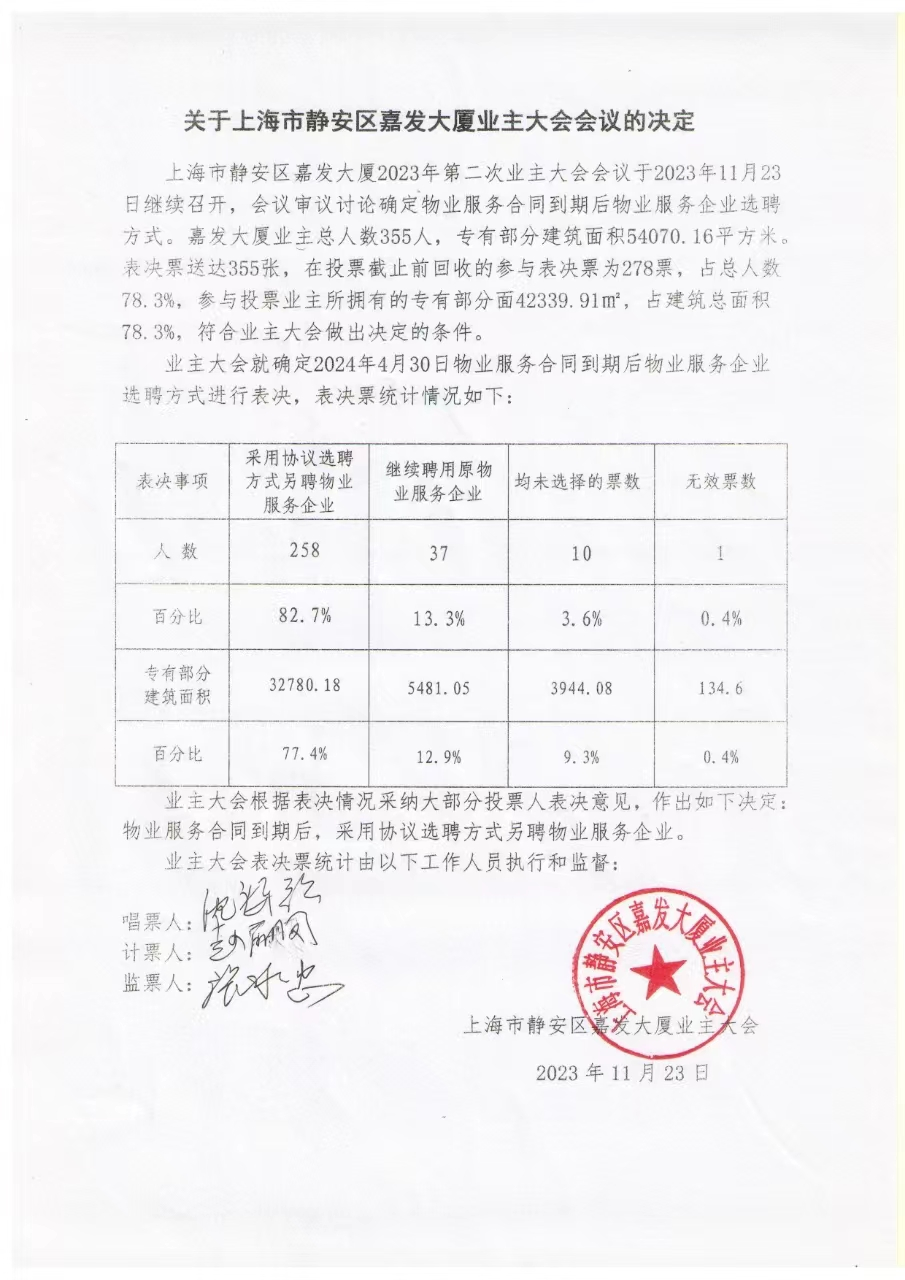 关于上海市静安区嘉发大厦业主大会会议的决定
上海市静安区嘉发大厦2023年第二次业主大会会议于2023年11月23
日继续召开，会议审议讨论确定物业服务合同到期后物业服务企业选聘
方式。嘉发大厦业主总人数355人，专有部分建筑面积54070.16平方米。
表决票送达355张，在投票截止前回收的参与表决票为278票，占总人数
78.3%，参与投票业主所拥有的专有部分面42339.91㎡，占建筑总面积
78.3%，符合业主大会做出决定的条件。
业主大会就确定2024年4月30日物业服务合同到期后物业服务企业
选聘方式进行表决，表决票统计情况如下：
表决事项 采用协议选聘方式另聘物业服务企业 继续聘用原物业服务企业 均未选择的票数 无效票数
人 数 258 37 10 1
百分比 82.7% 13.3% 3.6% 0.4%
专有部分建筑面积 32780.18 5481.05 3944.08 134.6
百分比 77.4% 12.9% 9.3% 0.4%
业主大会根据表决情况采纳大部分投票人表决意见，作出如下决定：
物业服务合同到期后，采用协议选聘方式另聘物业服务企业。
业主大会表决票统计由以下工作人员执行和监督：
唱票人：
计票人：
监票人：
上海市静安区嘉发大厦业主大会
上海市静安区嘉发大厦业主大会
2023 年 11 月 23 日